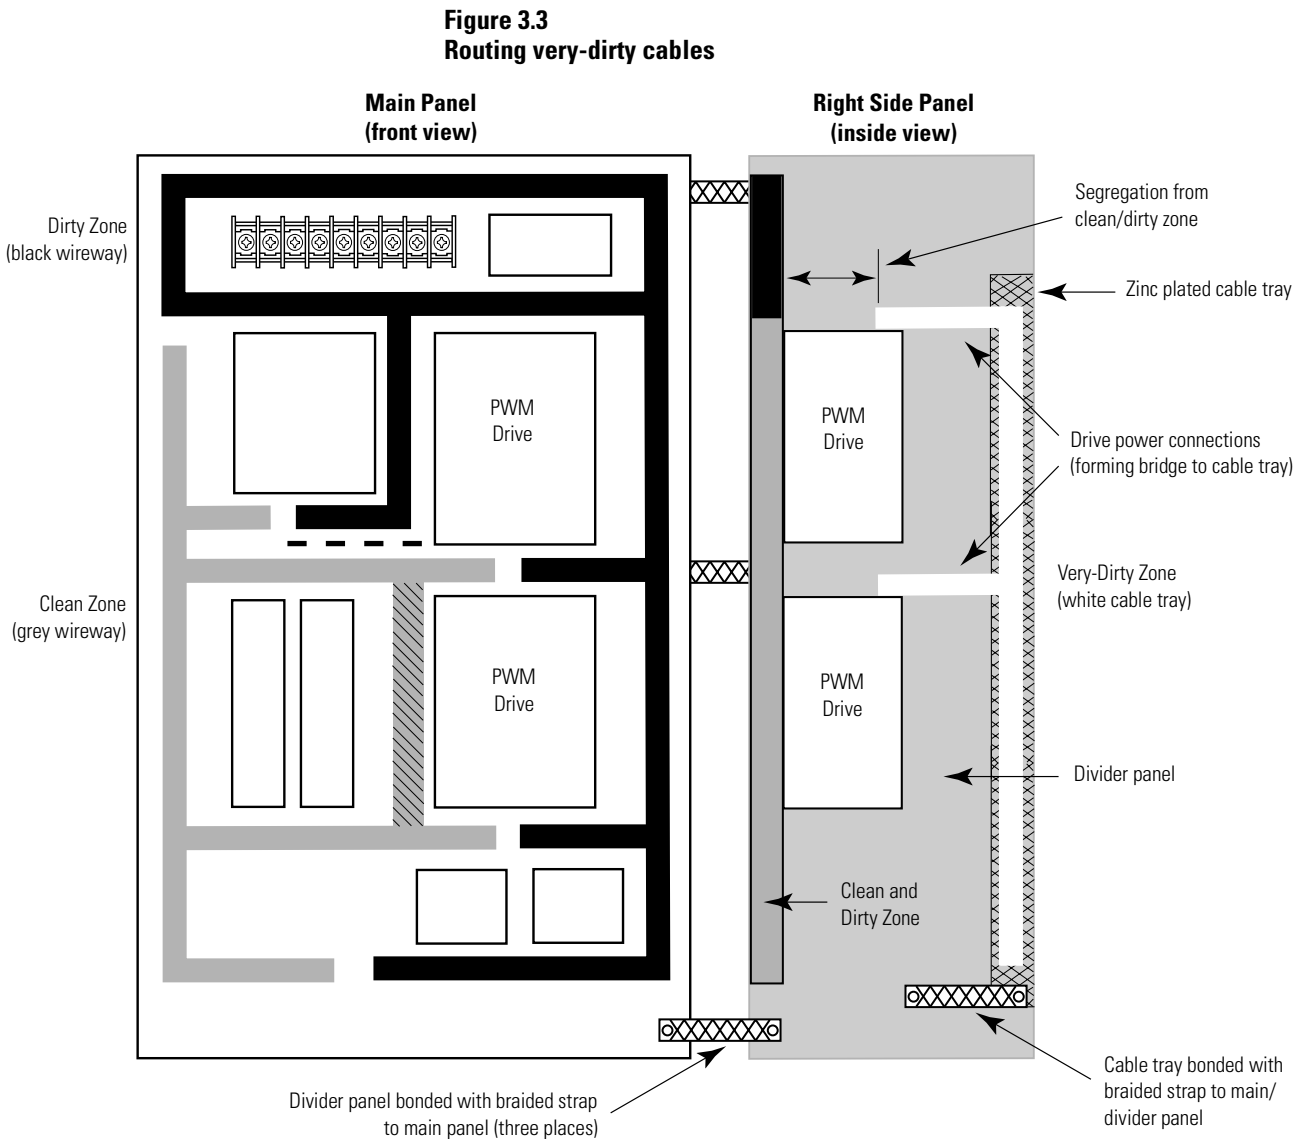 Figure 3.3
Routing very-dirty cables
Main Panel
(front view)
Right Side Panel
(inside view)
Dirty Zone
(black wireway)
Segregation from
clean/dirty zone
Zinc plated cable tray
PWM
Drive
PWM
Drive
Drive power connections
(forming bridge to cable tray)
Clean Zone
(grey wireway)
Very-Dirty Zone
(white cable tray)
PWM
Drive
PWM
Drive
Divider panel
Clean and
Dirty Zone
Divider panel bonded with braided strap
to main panel (three places)
Cable tray bonded with
braided strap to main/
divider panel